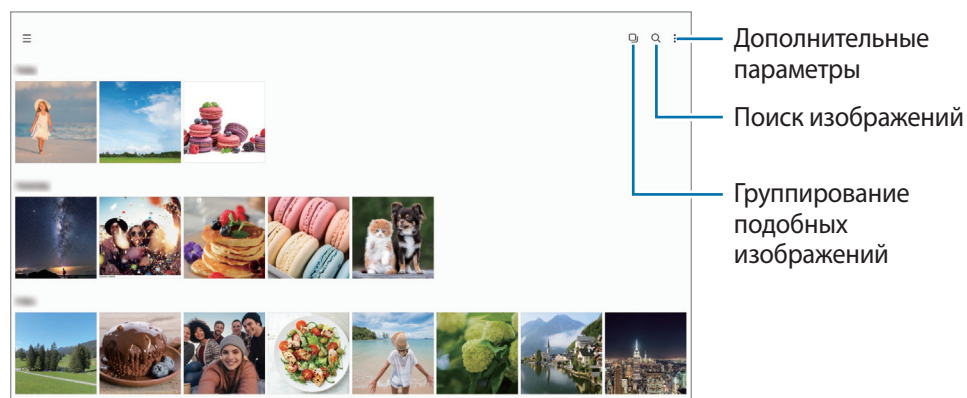 Дополнительные
параметры
Поиск изображений
Группирование
подобных
изображений